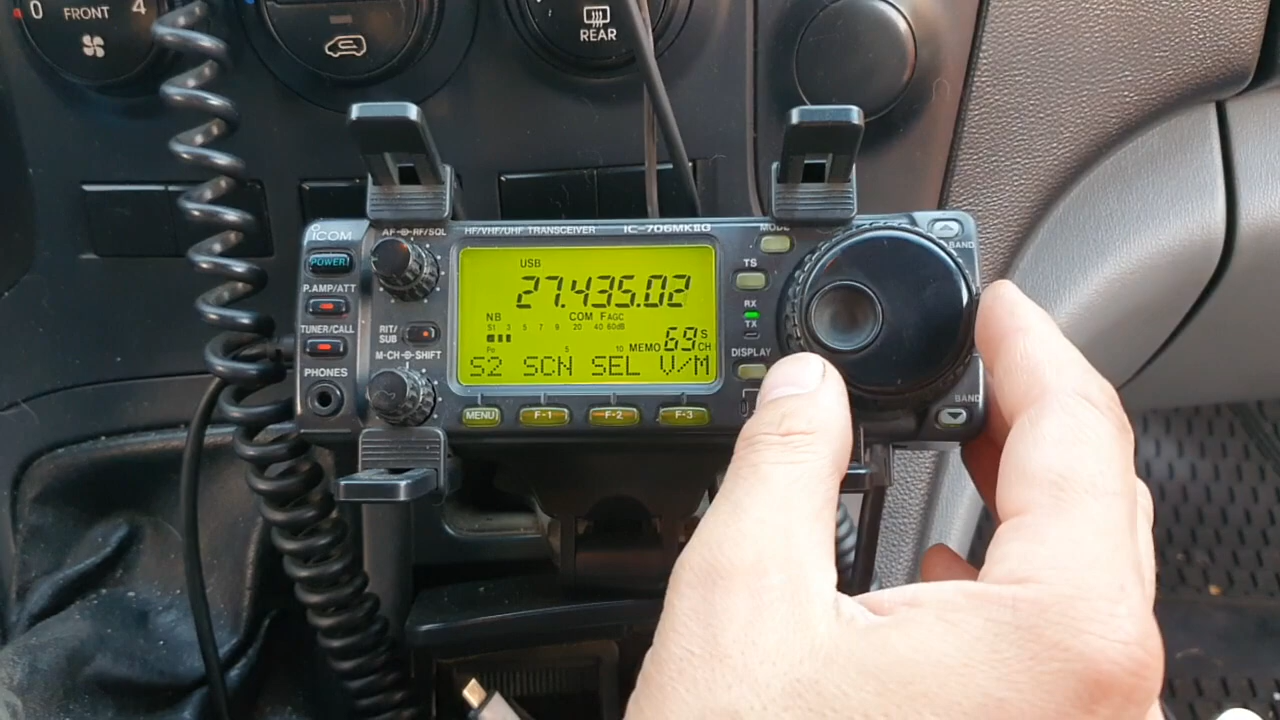 0 FRONT 4
REAR
ICOM
AF-⊙-RF/SQL
HF/VHF/UHF TRANSCEIVER
IC-706MKIIG
MODE
BAND
POWER
P.AMP/ATT
TUNER/CALL
PHONES
RIT/
SUB
M-CH-⊙-SHIFT
USB
27.435.02
NB
COM FAGC
S1 3 5 7 9 20 40 60dB
Po 5 10
MEMO 69 S
CH
S2 SCN SEL V/M
MENU F-1 F-2 F-3
TS
RX
TX
DISPLAY
BAND